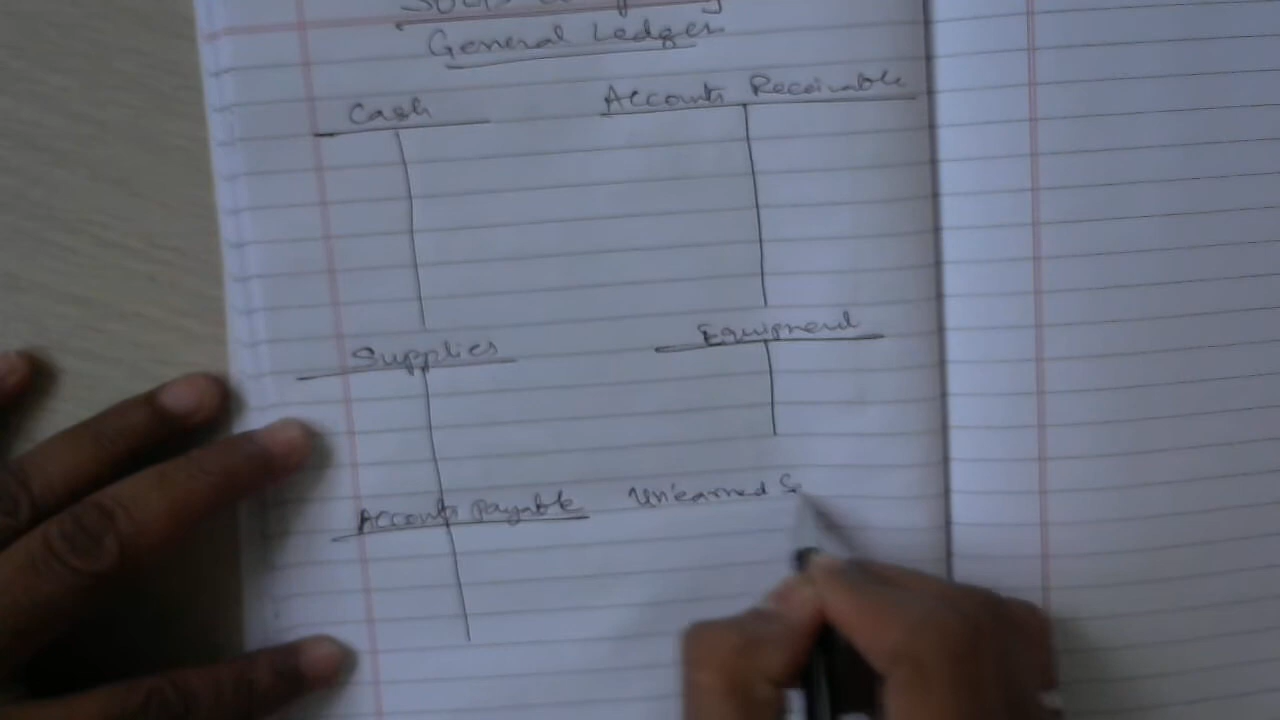 General Ledger
Cash
Accounts Receivable
Supplies
Equipment
Accounts payable
Unearned S